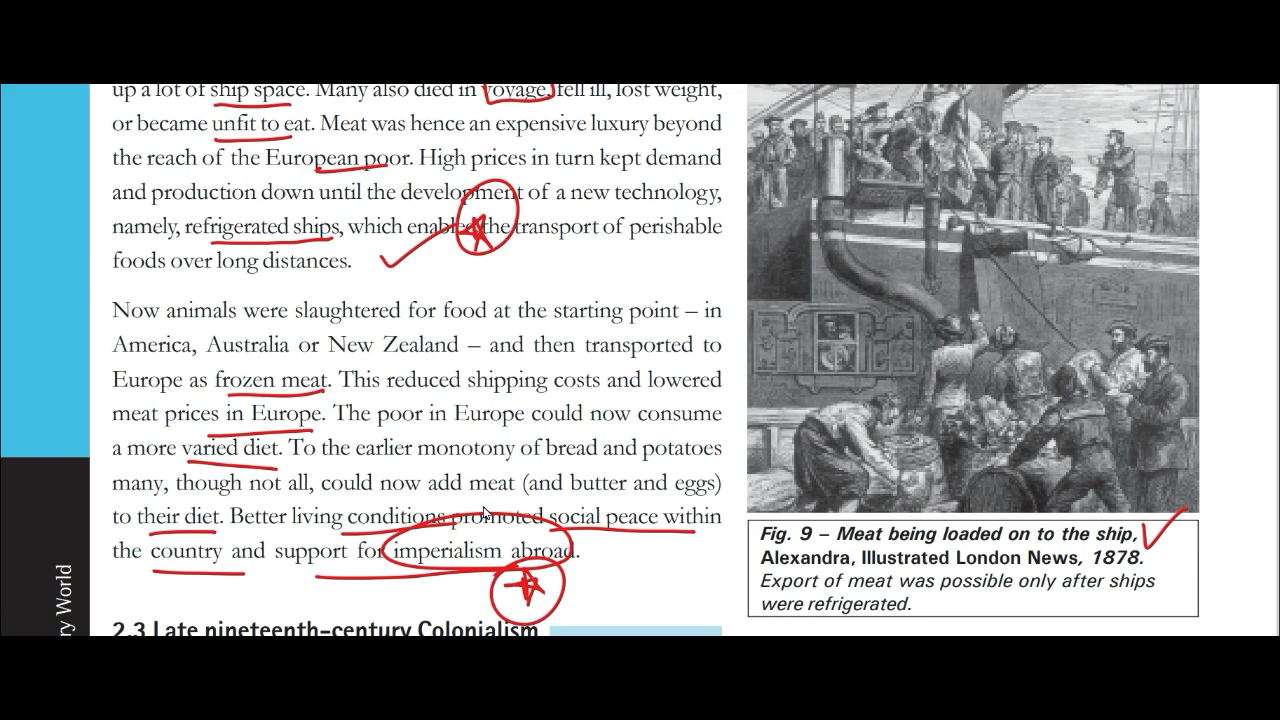 up a lot of ship space. Many also died in voyage, fell ill, lost weight,
or became unfit to eat. Meat was hence an expensive luxury beyond
the reach of the European poor. High prices in turn kept demand
and production down until the development of a new technology,
namely, refrigerated ships, which enabled the transport of perishable
foods over long distances.
Now animals were slaughtered for food at the starting point – in
America, Australia or New Zealand – and then transported to
Europe as frozen meat. This reduced shipping costs and lowered
meat prices in Europe. The poor in Europe could now consume
a more varied diet. To the earlier monotony of bread and potatoes
many, though not all, could now add meat (and butter and eggs)
to their diet. Better living conditions promoted social peace within
the country and support for imperialism abroad.
2.3 Late nineteenth-century Colonialism
Fig. 9 – Meat being loaded on to the ship,
Alexandra, Illustrated London News, 1878.
Export of meat was possible only after ships
were refrigerated.
World